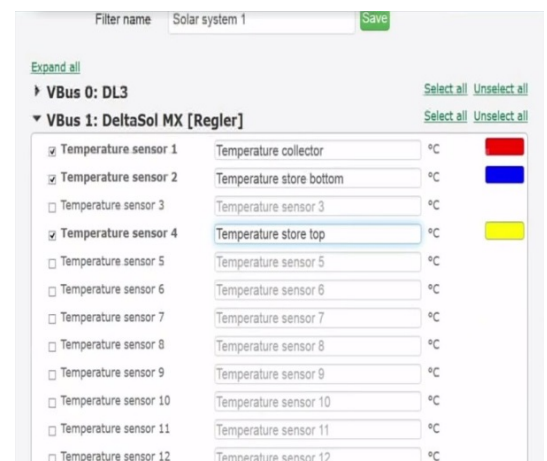 Filter name Solar system 1 Save
Expand all
VBus 0: DL3 Select all Unselect all
VBus 1: DeltaSol MX [Regler] Select all Unselect all
Temperature sensor 1 Temperature collector °C
Temperature sensor 2 Temperature store bottom °C
Temperature sensor 3 Temperature sensor 3 °C
Temperature sensor 4 Temperature store top °C
Temperature sensor 5 Temperature sensor 5 °C
Temperature sensor 6 Temperature sensor 6 °C
Temperature sensor 7 Temperature sensor 7 °C
Temperature sensor 8 Temperature sensor 8 °C
Temperature sensor 9 Temperature sensor 9 °C
Temperature sensor 10 Temperature sensor 10 °C
Temperature sensor 11 Temperature sensor 11 °C
Temperature sensor 12 Temperature sensor 12 °C